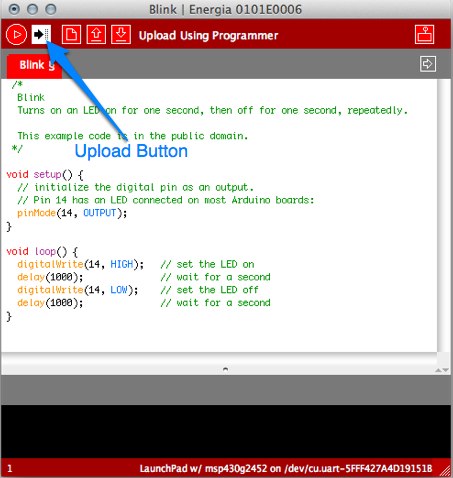 Blink | Energia 0101E0006
Upload Using Programmer
Blink §
/*
Blink
Turns on an LED on for one second, then off for one second, repeatedly.
This example code is in the public domain.
*/
Upload Button
void setup() {
// initialize the digital pin as an output.
// Pin 14 has an LED connected on most Arduino boards:
pinMode(14, OUTPUT);
}
void loop() {
digitalWrite(14, HIGH);   // set the LED on
delay(1000);              // wait for a second
digitalWrite(14, LOW);    // set the LED off
delay(1000);              // wait for a second
}
1
LaunchPad w/ msp430g2452 on /dev/cu.uart-5FFF427A4D19151B